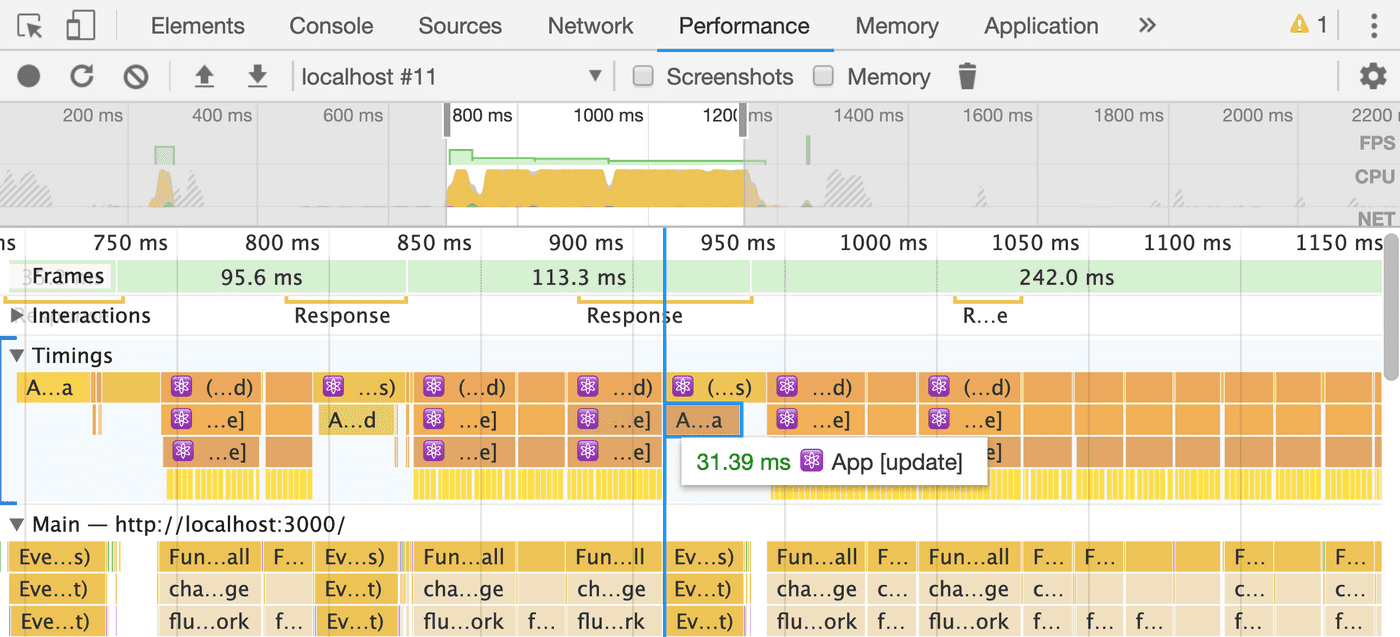 Elements Console Sources Network Performance Memory Application » 1
localhost #11 Screenshots Memory
200 ms 400 ms 600 ms 800 ms 1000 ms 1200 ms 1400 ms 1600 ms 1800 ms 2000 ms 2200
FPS
CPU
NET
ms 750 ms 800 ms 850 ms 900 ms 950 ms 1000 ms 1050 ms 1100 ms 1150 ms
Frames 95.6 ms 113.3 ms 242.0 ms
Interactions Response Response R...e
Timings
A...a (...d) ...s) (...d) ...d) (...s) ...d) (...d)
...e] A...d ...e] ...e] A...a ...e] ...e]
...e] ...e] ...e] e]
31.39 ms App [update]
Main — http://localhost:3000/
Eve...s) Fun...all F... Ev...s) Fun...all Fun...ll Ev...s) Fun...all F... Fun...all F... F... F... F...
Eve...t) cha...ge Ev...t) cha...ge ch...ge Ev...t) cha...ge c... cha...ge c... c... c...
Eve...t) flu...ork f... Ev...t) flu...ork f... flu...rk Ev...t) flu...ork f... flu...ork f... f... f... f... f...